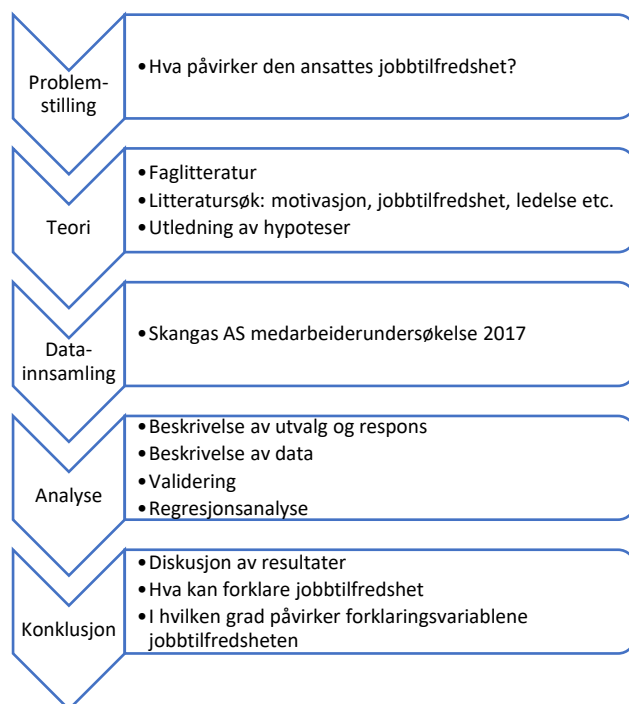 Problem-
stilling
•Hva påvirker den ansattes jobbtilfredshet?
Teori
•Faglitteratur
•Litteratursøk: motivasjon, jobbtilfredshet, ledelse etc.
•Utledning av hypoteser
Data-
innsamling
•Skangas AS medarbeiderundersøkelse 2017
Analyse
•Beskrivelse av utvalg og respons
•Beskrivelse av data
•Validering
•Regresjonsanalyse
Konklusjon
•Diskusjon av resultater
•Hva kan forklare jobbtilfredshet
•I hvilken grad påvirker forklaringsvariablene
jobbtilfredsheten